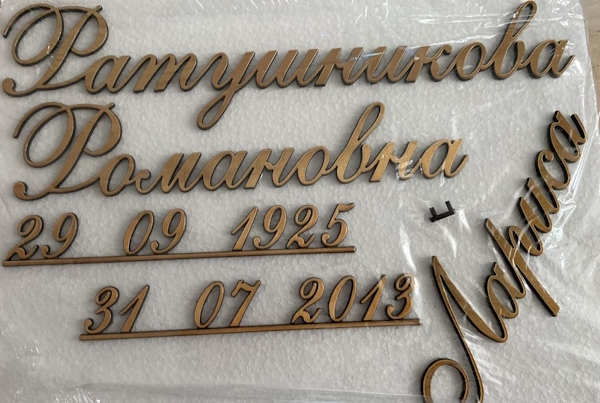 Ратушникова
Романовна
29 09 1925
31 07 2013
Лариса